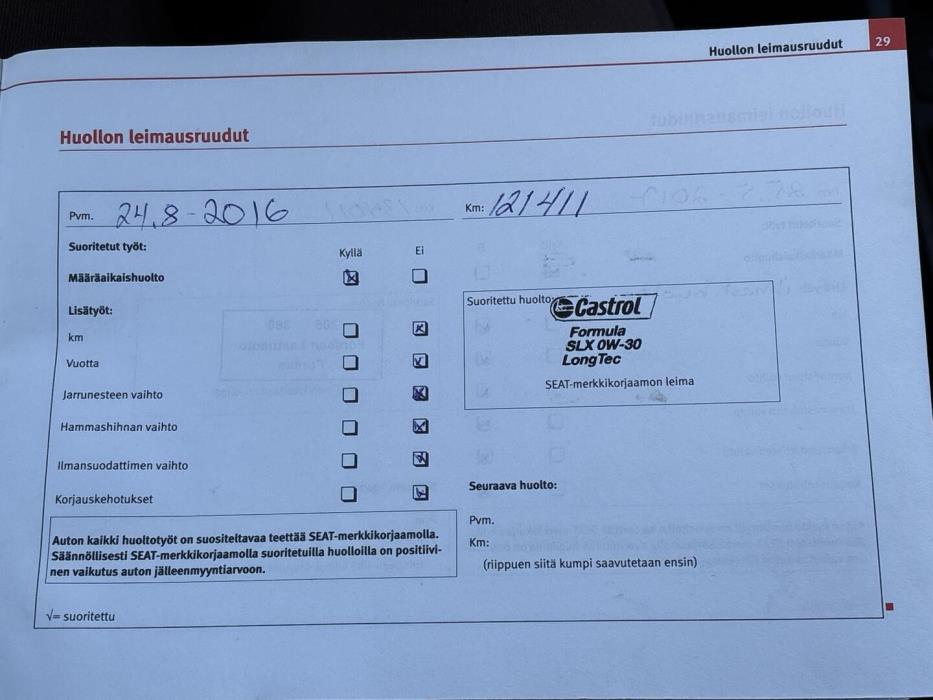 Huollon leimausruudut 29
Huollon leimausruudut
Pvm. 24.8-2016 Km: 121411
Suoritetut työt: Kyllä Ei
Määräaikaishuolto
Lisätyöt:
km
Vuotta
Jarrunesteen vaihto
Hammashihnan vaihto
Ilmansuodattimen vaihto
Korjauskehotukset
Suoritettu huolto:
Castrol
Formula
SLX 0W-30
LongTec
SEAT-merkkikorjaamon leima
Seuraava huolto:
Pvm.
Km:
(riippuen siitä kumpi saavutetaan ensin)
Auton kaikki huoltotyöt on suositeltavaa teettää SEAT-merkkikorjaamolla.
Säännöllisesti SEAT-merkkikorjaamolla suoritetuilla huolloilla on positiivi-
nen vaikutus auton jälleenmyyntiarvoon.
√= suoritettu